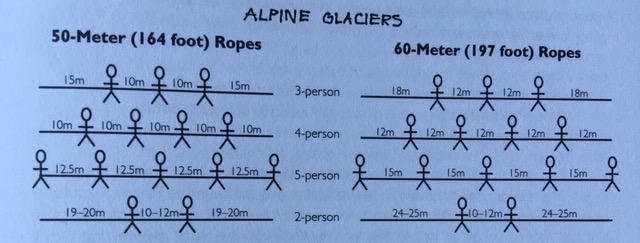 ALPINE GLACIERS
50-Meter (164 foot) Ropes
60-Meter (197 foot) Ropes
15m 10m 10m 15m 3-person 18m 12m 12m 18m
10m 10m 10m 10m 10m 4-person 12m 12m 12m 12m 12m
12.5m 12.5m 12.5m 12.5m 5-person 15m 15m 15m 15m
19–20m 10–12m 19–20m 2-person 24–25m 10–12m 24–25m